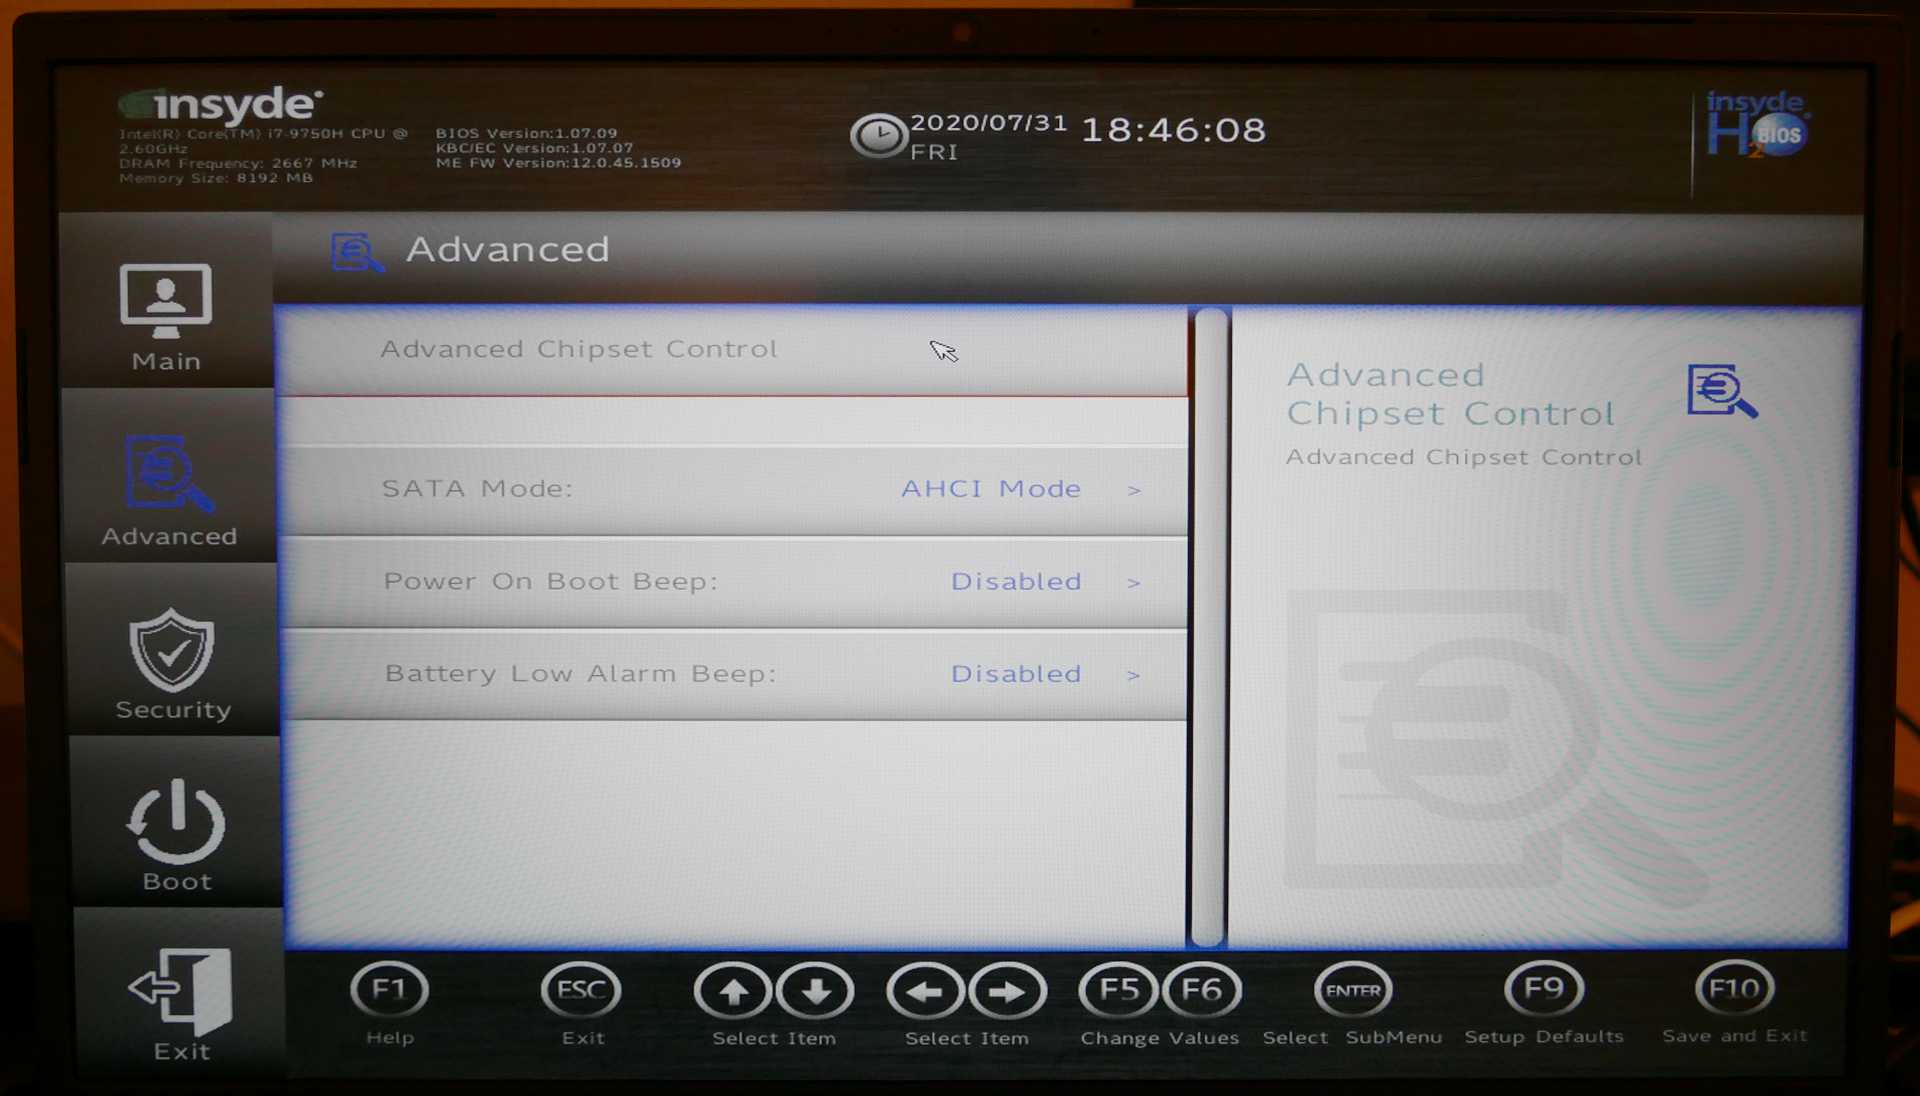 insyde
Intel(R) Core(TM) i7-9750H CPU @
2.60GHz
DRAM Frequency: 2667 MHz
Memory Size: 8192 MB
BIOS Version:1.07.09
KBC/EC Version:1.07.07
ME FW Version:12.0.45.1509
2020/07/31 18:46:08
FRI
insyde
H2O BIOS
Advanced
Main
Advanced
Security
Boot
Exit
Advanced Chipset Control
SATA Mode: AHCI Mode >
Power On Boot Beep: Disabled >
Battery Low Alarm Beep: Disabled >
Advanced
Chipset Control
Advanced Chipset Control
F1 ESC F5 F6 ENTER F9 F10
Help Exit Select Item Select Item Change Values Select SubMenu Setup Defaults Save and Exit